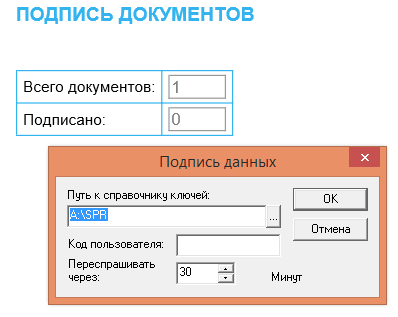 ПОДПИСЬ ДОКУМЕНТОВ
Всего документов: 1
Подписано: 0
Подпись данных
Путь к справочнику ключей:
A:\SPR ...
OK
Код пользователя:
Отмена
Переспрашивать
через: 30 Минут